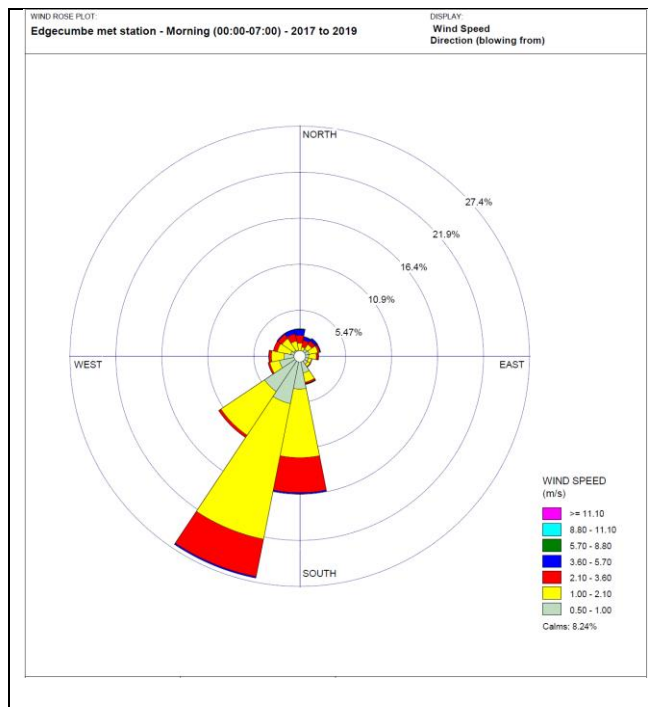 WIND ROSE PLOT:
Edgecumbe met station - Morning (00:00-07:00) - 2017 to 2019
DISPLAY:
Wind Speed
Direction (blowing from)
NORTH
27.4%
21.9%
16.4%
10.9%
5.47%
WEST
EAST
SOUTH
WIND SPEED
(m/s)
>= 11.10
8.80 - 11.10
5.70 - 8.80
3.60 - 5.70
2.10 - 3.60
1.00 - 2.10
0.50 - 1.00
Calms: 8.24%